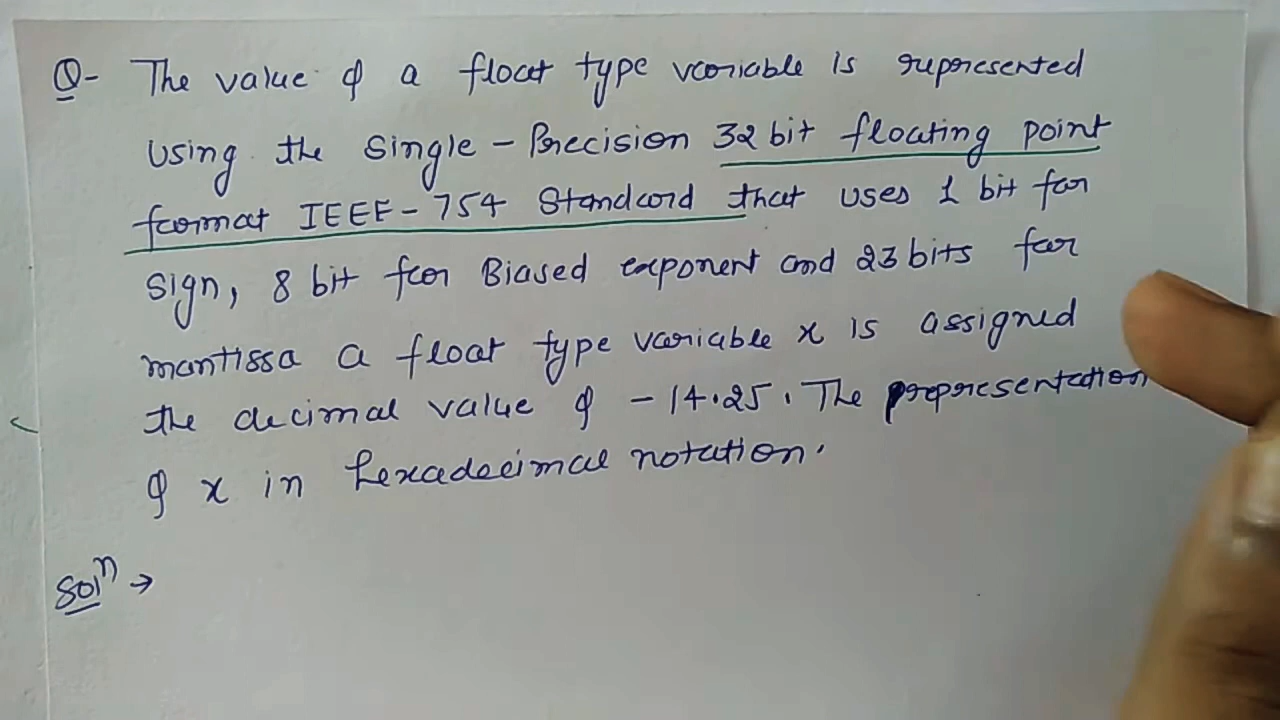 Q- The value of a float type variable is represented
using the single - Precision 32 bit floating point
format IEEE - 754 Standard that uses 1 bit for
sign, 8 bit for Biased exponent and 23 bits for
mantissa a float type variable x is assigned
the decimal value of -14.25. The representation
of x in hexadecimal notation.
Solⁿ →